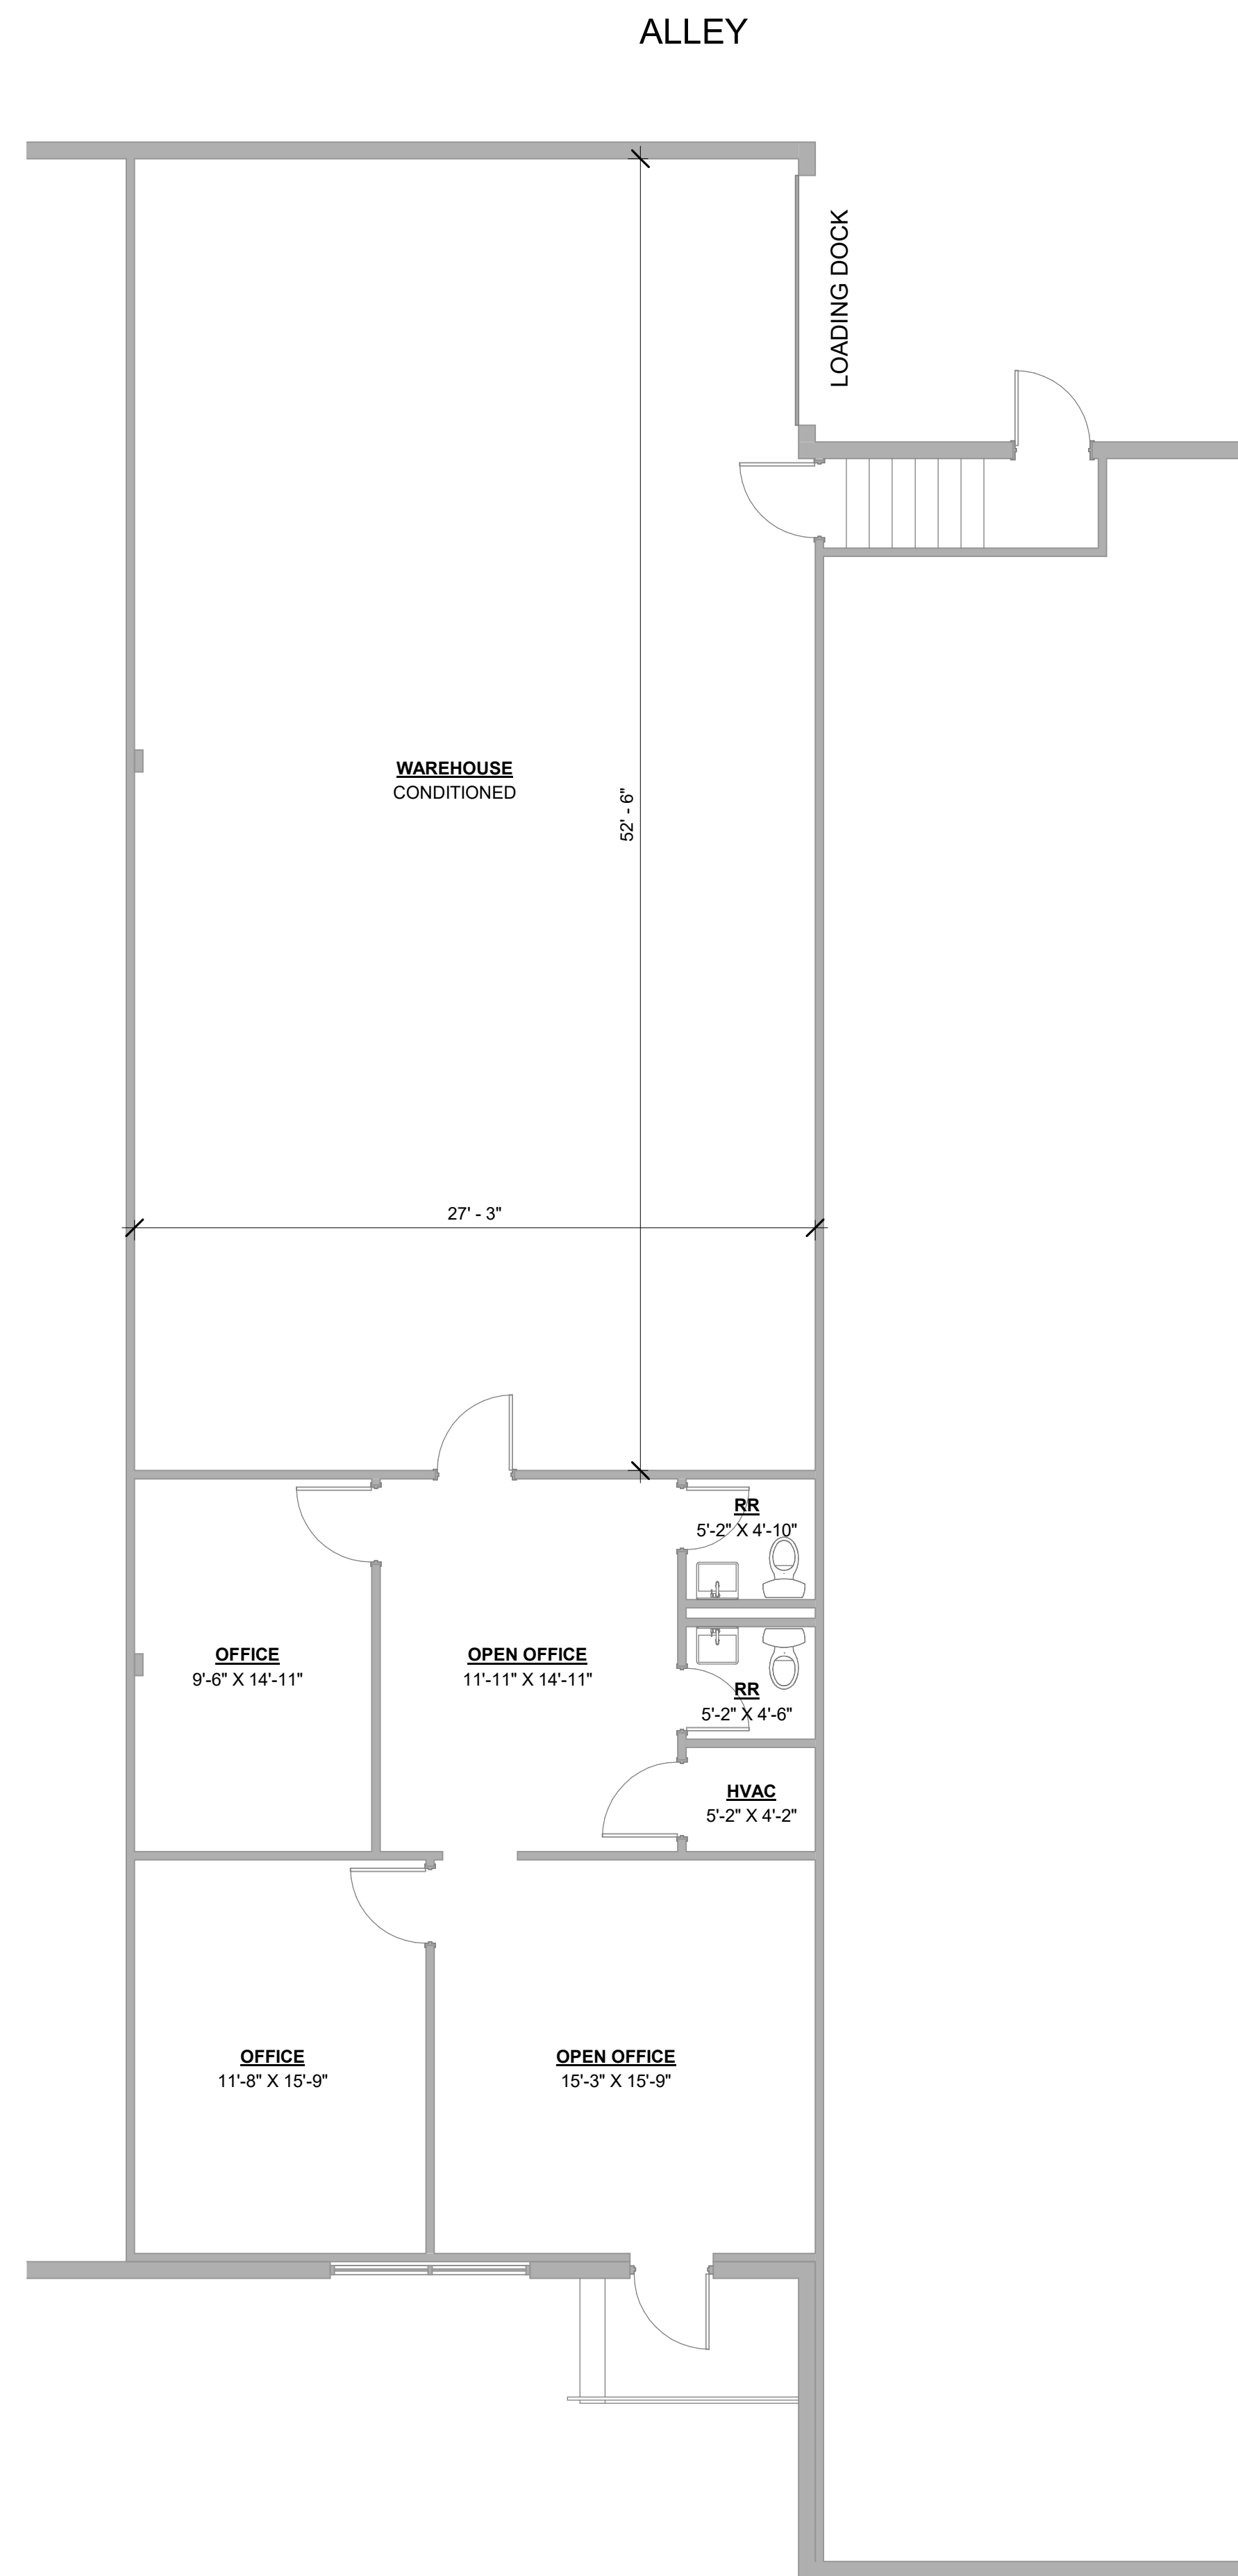 ALLEY
LOADING DOCK
WAREHOUSE
CONDITIONED
52' - 6"
27' - 3"
RR
5'-2" X 4'-10"
OFFICE
9'-6" X 14'-11"
OPEN OFFICE
11'-11" X 14'-11"
RR
5'-2" X 4'-6"
HVAC
5'-2" X 4'-2"
OFFICE
11'-8" X 15'-9"
OPEN OFFICE
15'-3" X 15'-9"